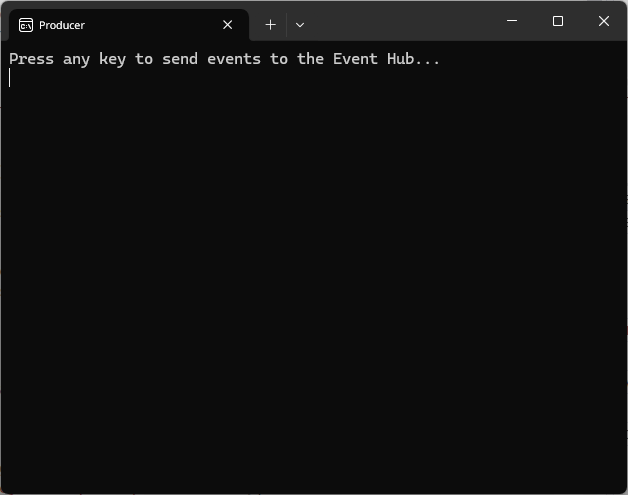 Producer
Press any key to send events to the Event Hub...